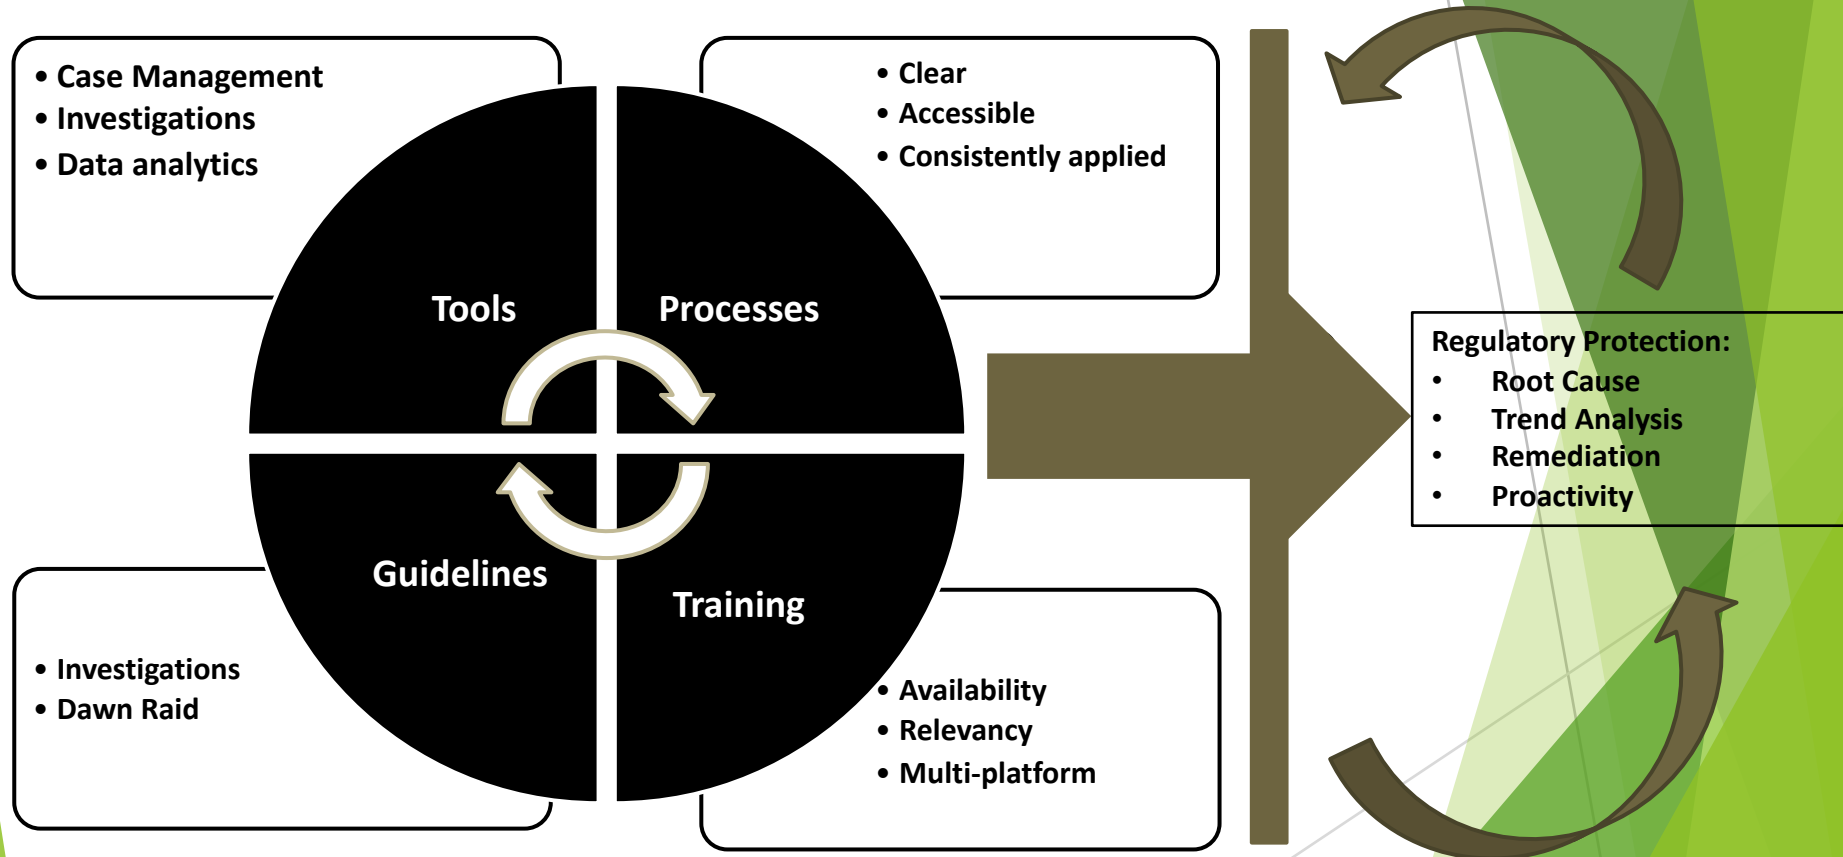 • Case Management
• Investigations
• Data analytics
• Clear
• Accessible
• Consistently applied
Tools
Processes
Guidelines
Training
• Investigations
• Dawn Raid
• Availability
• Relevancy
• Multi-platform
Regulatory Protection:
• Root Cause
• Trend Analysis
• Remediation
• Proactivity